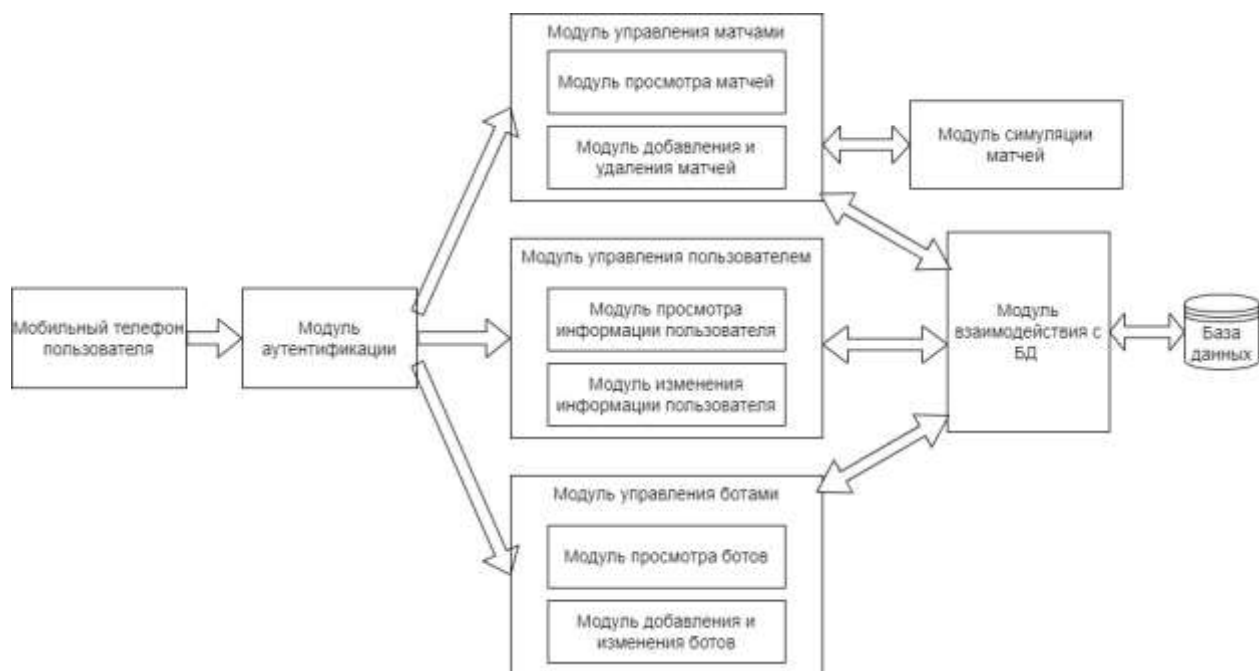 Модуль управления матчами
Модуль просмотра матчей
Модуль добавления и
удаления матчей
Модуль симуляции
матчей
Мобильный телефон
пользователя
Модуль
аутентификации
Модуль управления пользователем
Модуль просмотра
информации пользователя
Модуль изменения
информации пользователя
Модуль
взаимодействия с
БД
База
данных
Модуль управления ботами
Модуль просмотра ботов
Модуль добавления и
изменения ботов